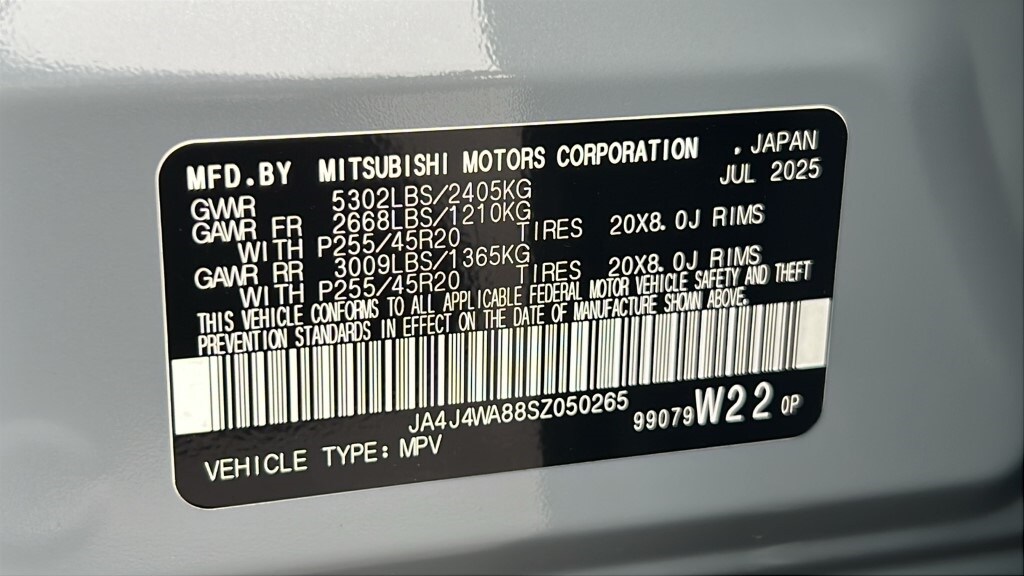 MFD.BY MITSUBISHI MOTORS CORPORATION , JAPAN
JUL 2025
GVWR 5302LBS/2405KG
GAWR FR 2668LBS/1210KG
WITH P255/45R20 TIRES 20X8.0J RIMS
GAWR RR 3009LBS/1365KG
WITH P255/45R20 TIRES 20X8.0J RIMS
THIS VEHICLE CONFORMS TO ALL APPLICABLE FEDERAL MOTOR VEHICLE SAFETY AND THEFT
PREVENTION STANDARDS IN EFFECT ON THE DATE OF MANUFACTURE SHOWN ABOVE.
JA4J4WA88SZ050265
99079W22 0P
VEHICLE TYPE: MPV